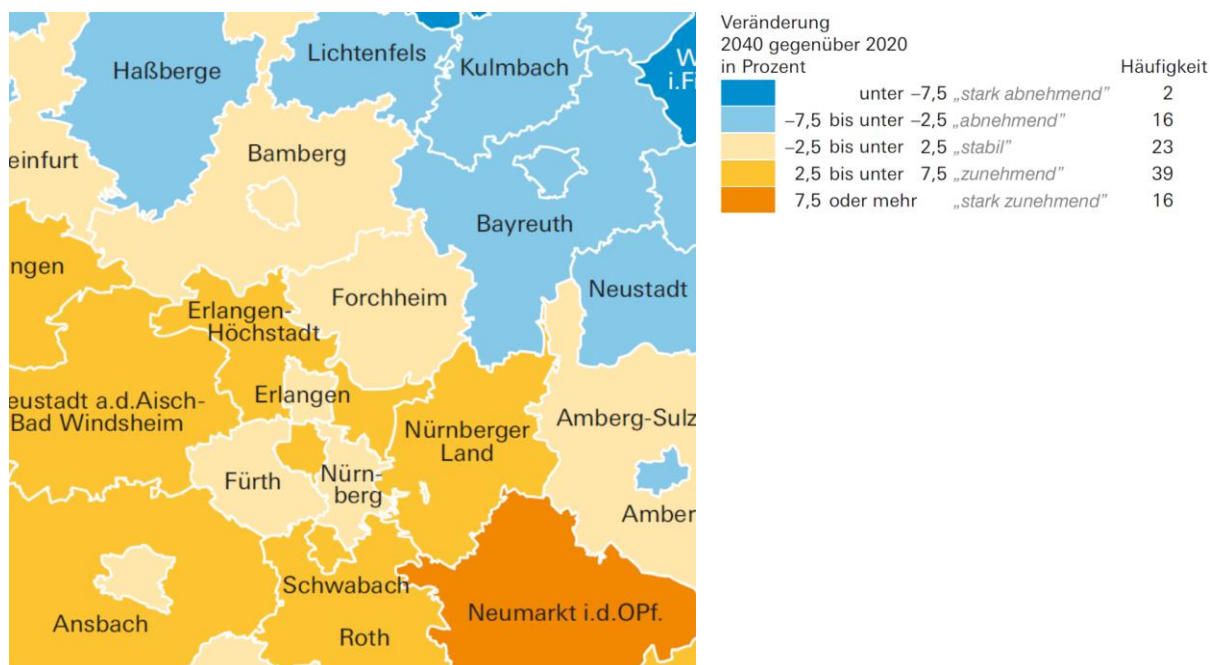 Haßberge
Lichtenfels
Kulmbach
W
i.Fi
einfurt
Bamberg
Bayreuth
ngen
Neustadt
Erlangen-
Höchstadt
Forchheim
eustadt a.d.Aisch-
Bad Windsheim
Erlangen
Nürnberger
Land
Amberg-Sulz
Fürth
Nürn-
berg
Amber
Ansbach
Schwabach
Roth
Neumarkt i.d.OPf.
Veränderung
2040 gegenüber 2020
in Prozent Häufigkeit
unter –7,5 „stark abnehmend” 2
–7,5 bis unter –2,5 „abnehmend” 16
–2,5 bis unter 2,5 „stabil” 23
2,5 bis unter 7,5 „zunehmend” 39
7,5 oder mehr „stark zunehmend” 16